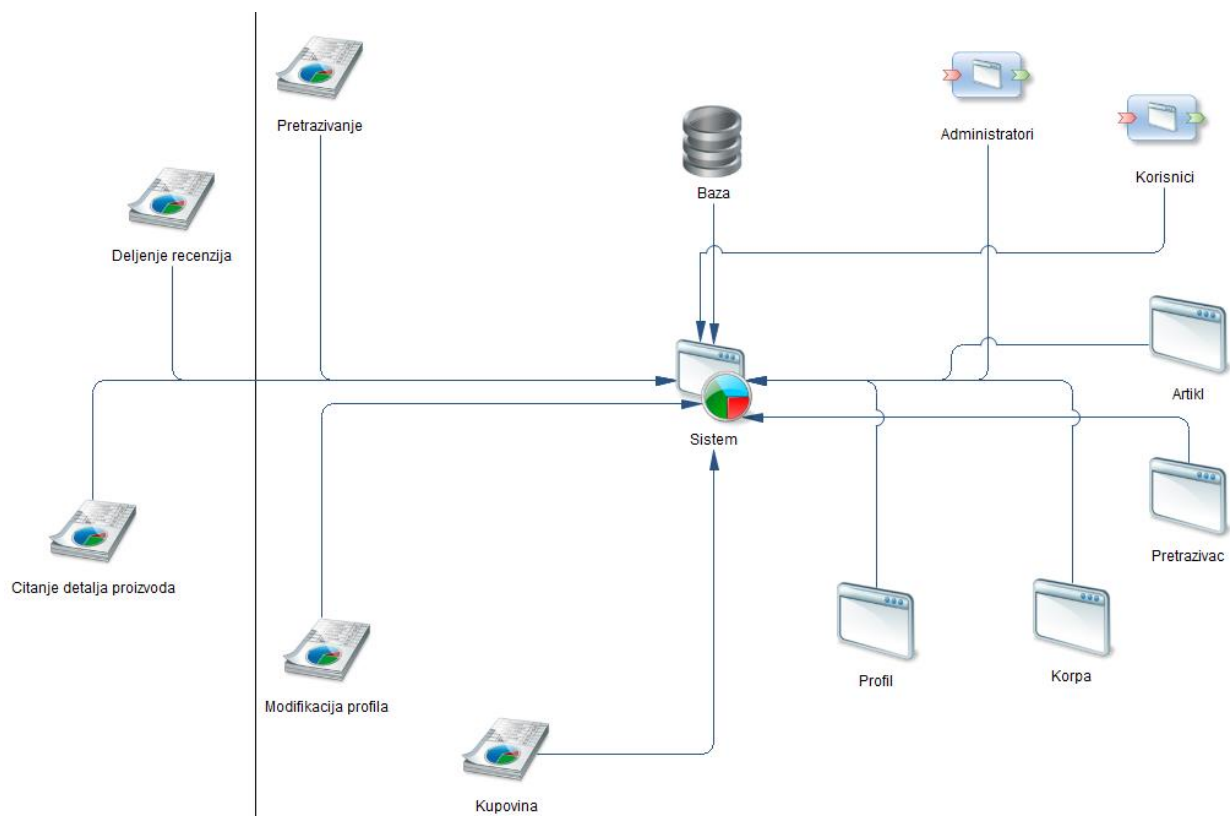 Pretrazivanje
Administratori
Korisnici
Baza
Deljenje recenzija
Artikl
Sistem
Pretrazivac
Citanje detalja proizvoda
Profil
Korpa
Modifikacija profila
Kupovina